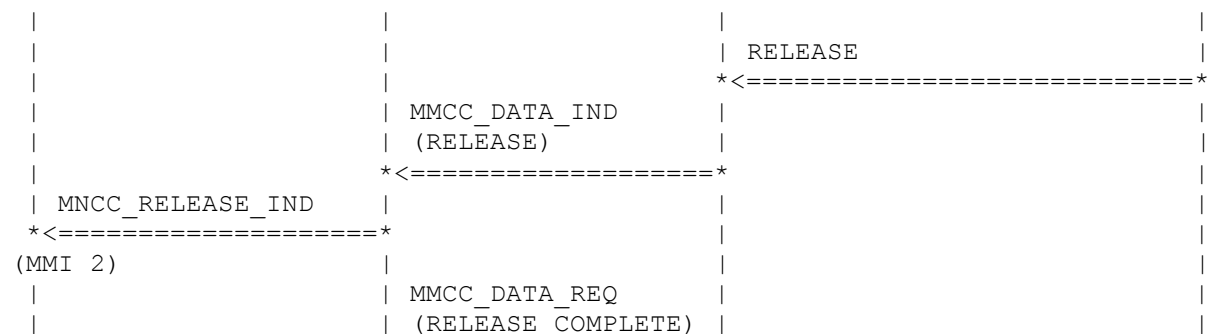 | | | |
| | | RELEASE |
| | *<=============================*
| | MMCC_DATA_IND | |
| | (RELEASE) | |
| *<===================* |
| MNCC_RELEASE_IND | | |
*<====================* | |
(MMI 2) | | |
| | MMCC_DATA_REQ | |
| | (RELEASE COMPLETE) | |